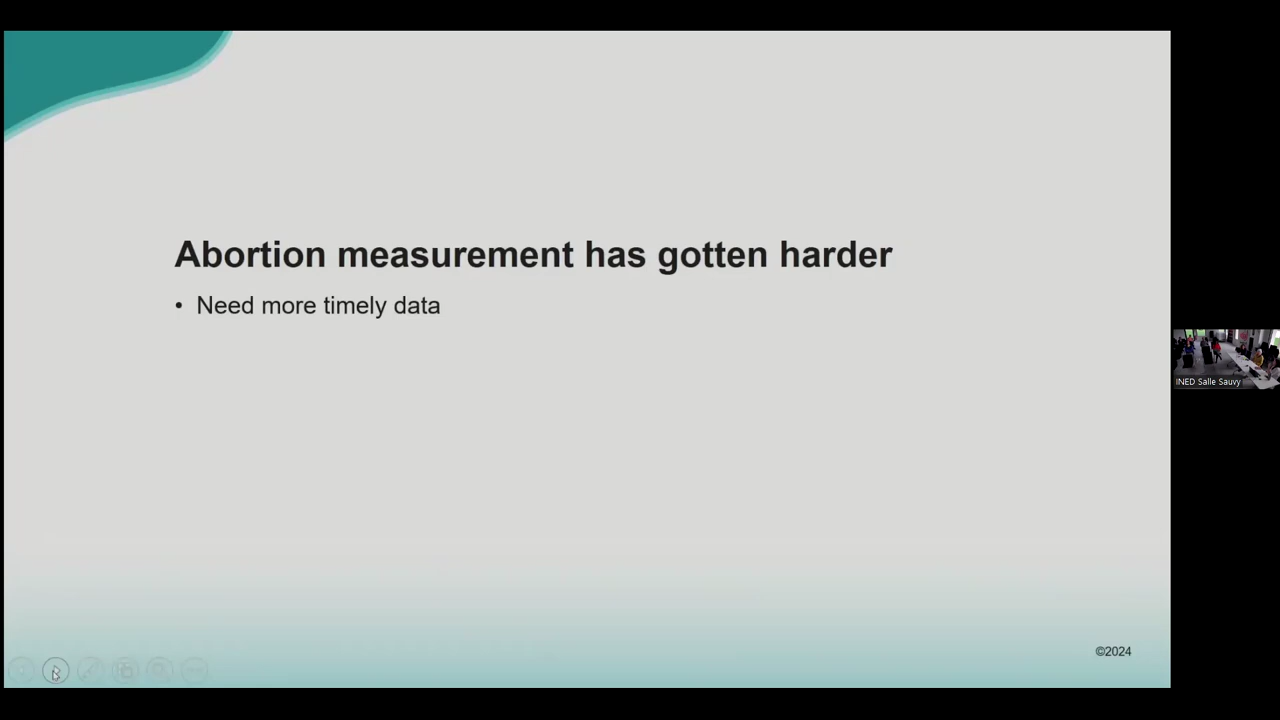 Abortion measurement has gotten harder
• Need more timely data
INED Salle Sauvy
©2024